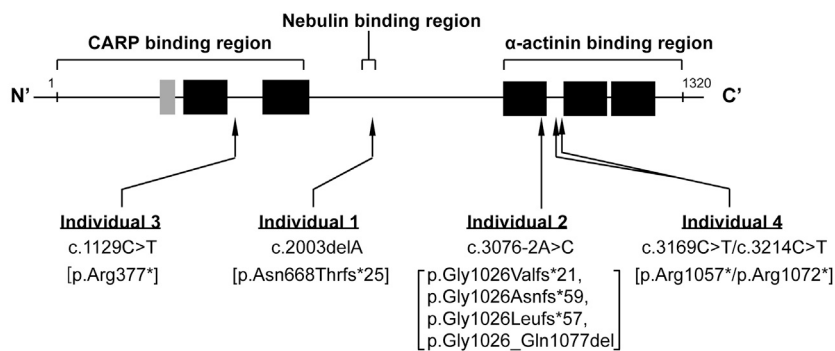 Nebulin binding region
CARP binding region
α-actinin binding region
N’
1
1320
C’
Individual 3
c.1129C>T
[p.Arg377*]
Individual 1
c.2003delA
[p.Asn668Thrfs*25]
Individual 2
c.3076-2A>C
p.Gly1026Valfs*21,
p.Gly1026Asnfs*59,
p.Gly1026Leufs*57,
p.Gly1026_Gln1077del
Individual 4
c.3169C>T/c.3214C>T
[p.Arg1057*/p.Arg1072*]